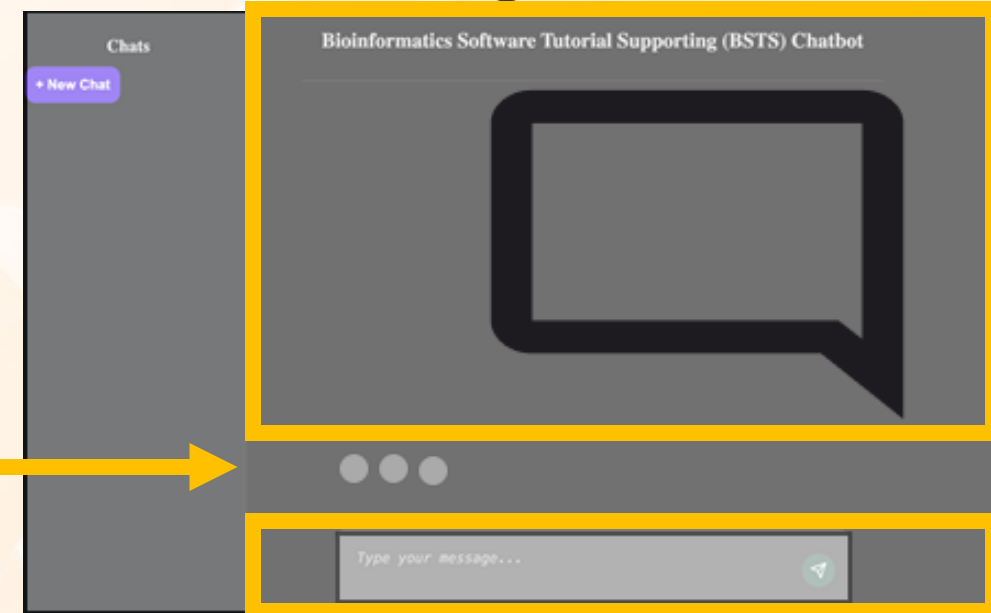 Chats
+ New Chat
Bioinformatics Software Tutorial Supporting (BSTS) Chatbot
Type your message...